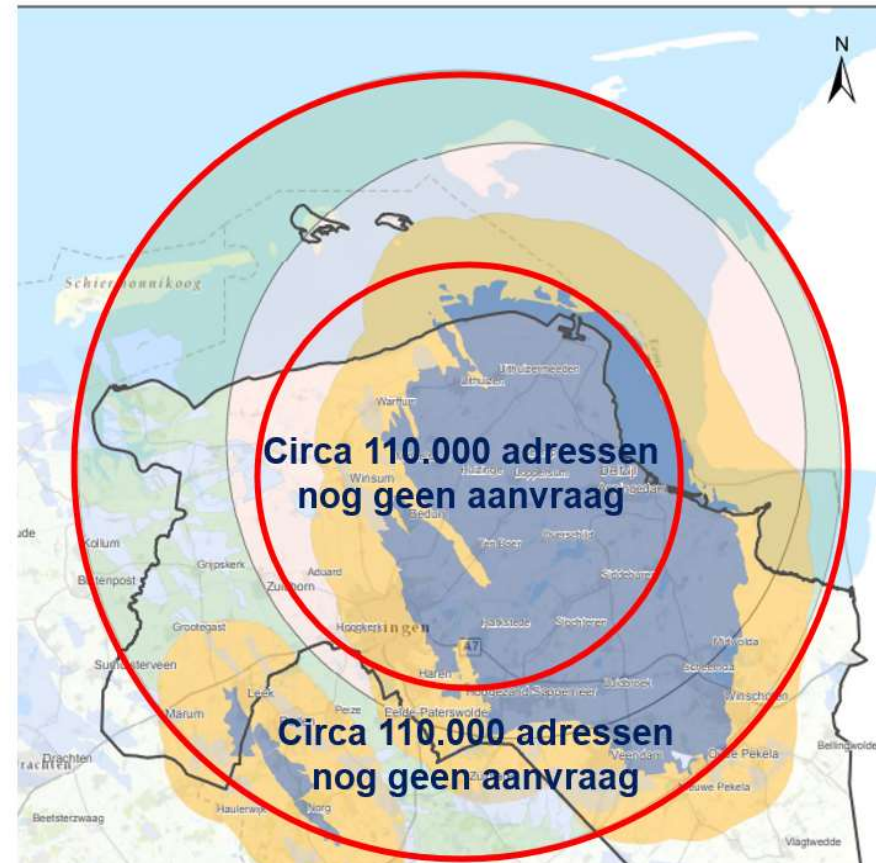 N
Schiermonnikoog
Uithuizermeeden
Uithuizen
Warffum
Circa 110.000 adressen
nog geen aanvraag
Winsum
Huizinge
Loppersum
Bedum
Kollum
Ten Boer
Overschild
Buitenpost
Grijpskerk
Zuidhorn
Aduard
Siddeburen
Grootegast
Hoogkerk
Harkstede
Slochteren
A7
Midwolda
Surhuisterveen
Haren
Scheemda
Leek
Zuidbroek
Winschoten
Marum
Peize
Eelde-Paterswolde
Hoogezand-Sappemeer
Circa 110.000 adressen
nog geen aanvraag
Drachten
Veendam
Oude Pekela
Bellingwolde
Nieuwe Pekela
Haulerwijk
Norg
Beetsterzwaag
Vlagtwedde